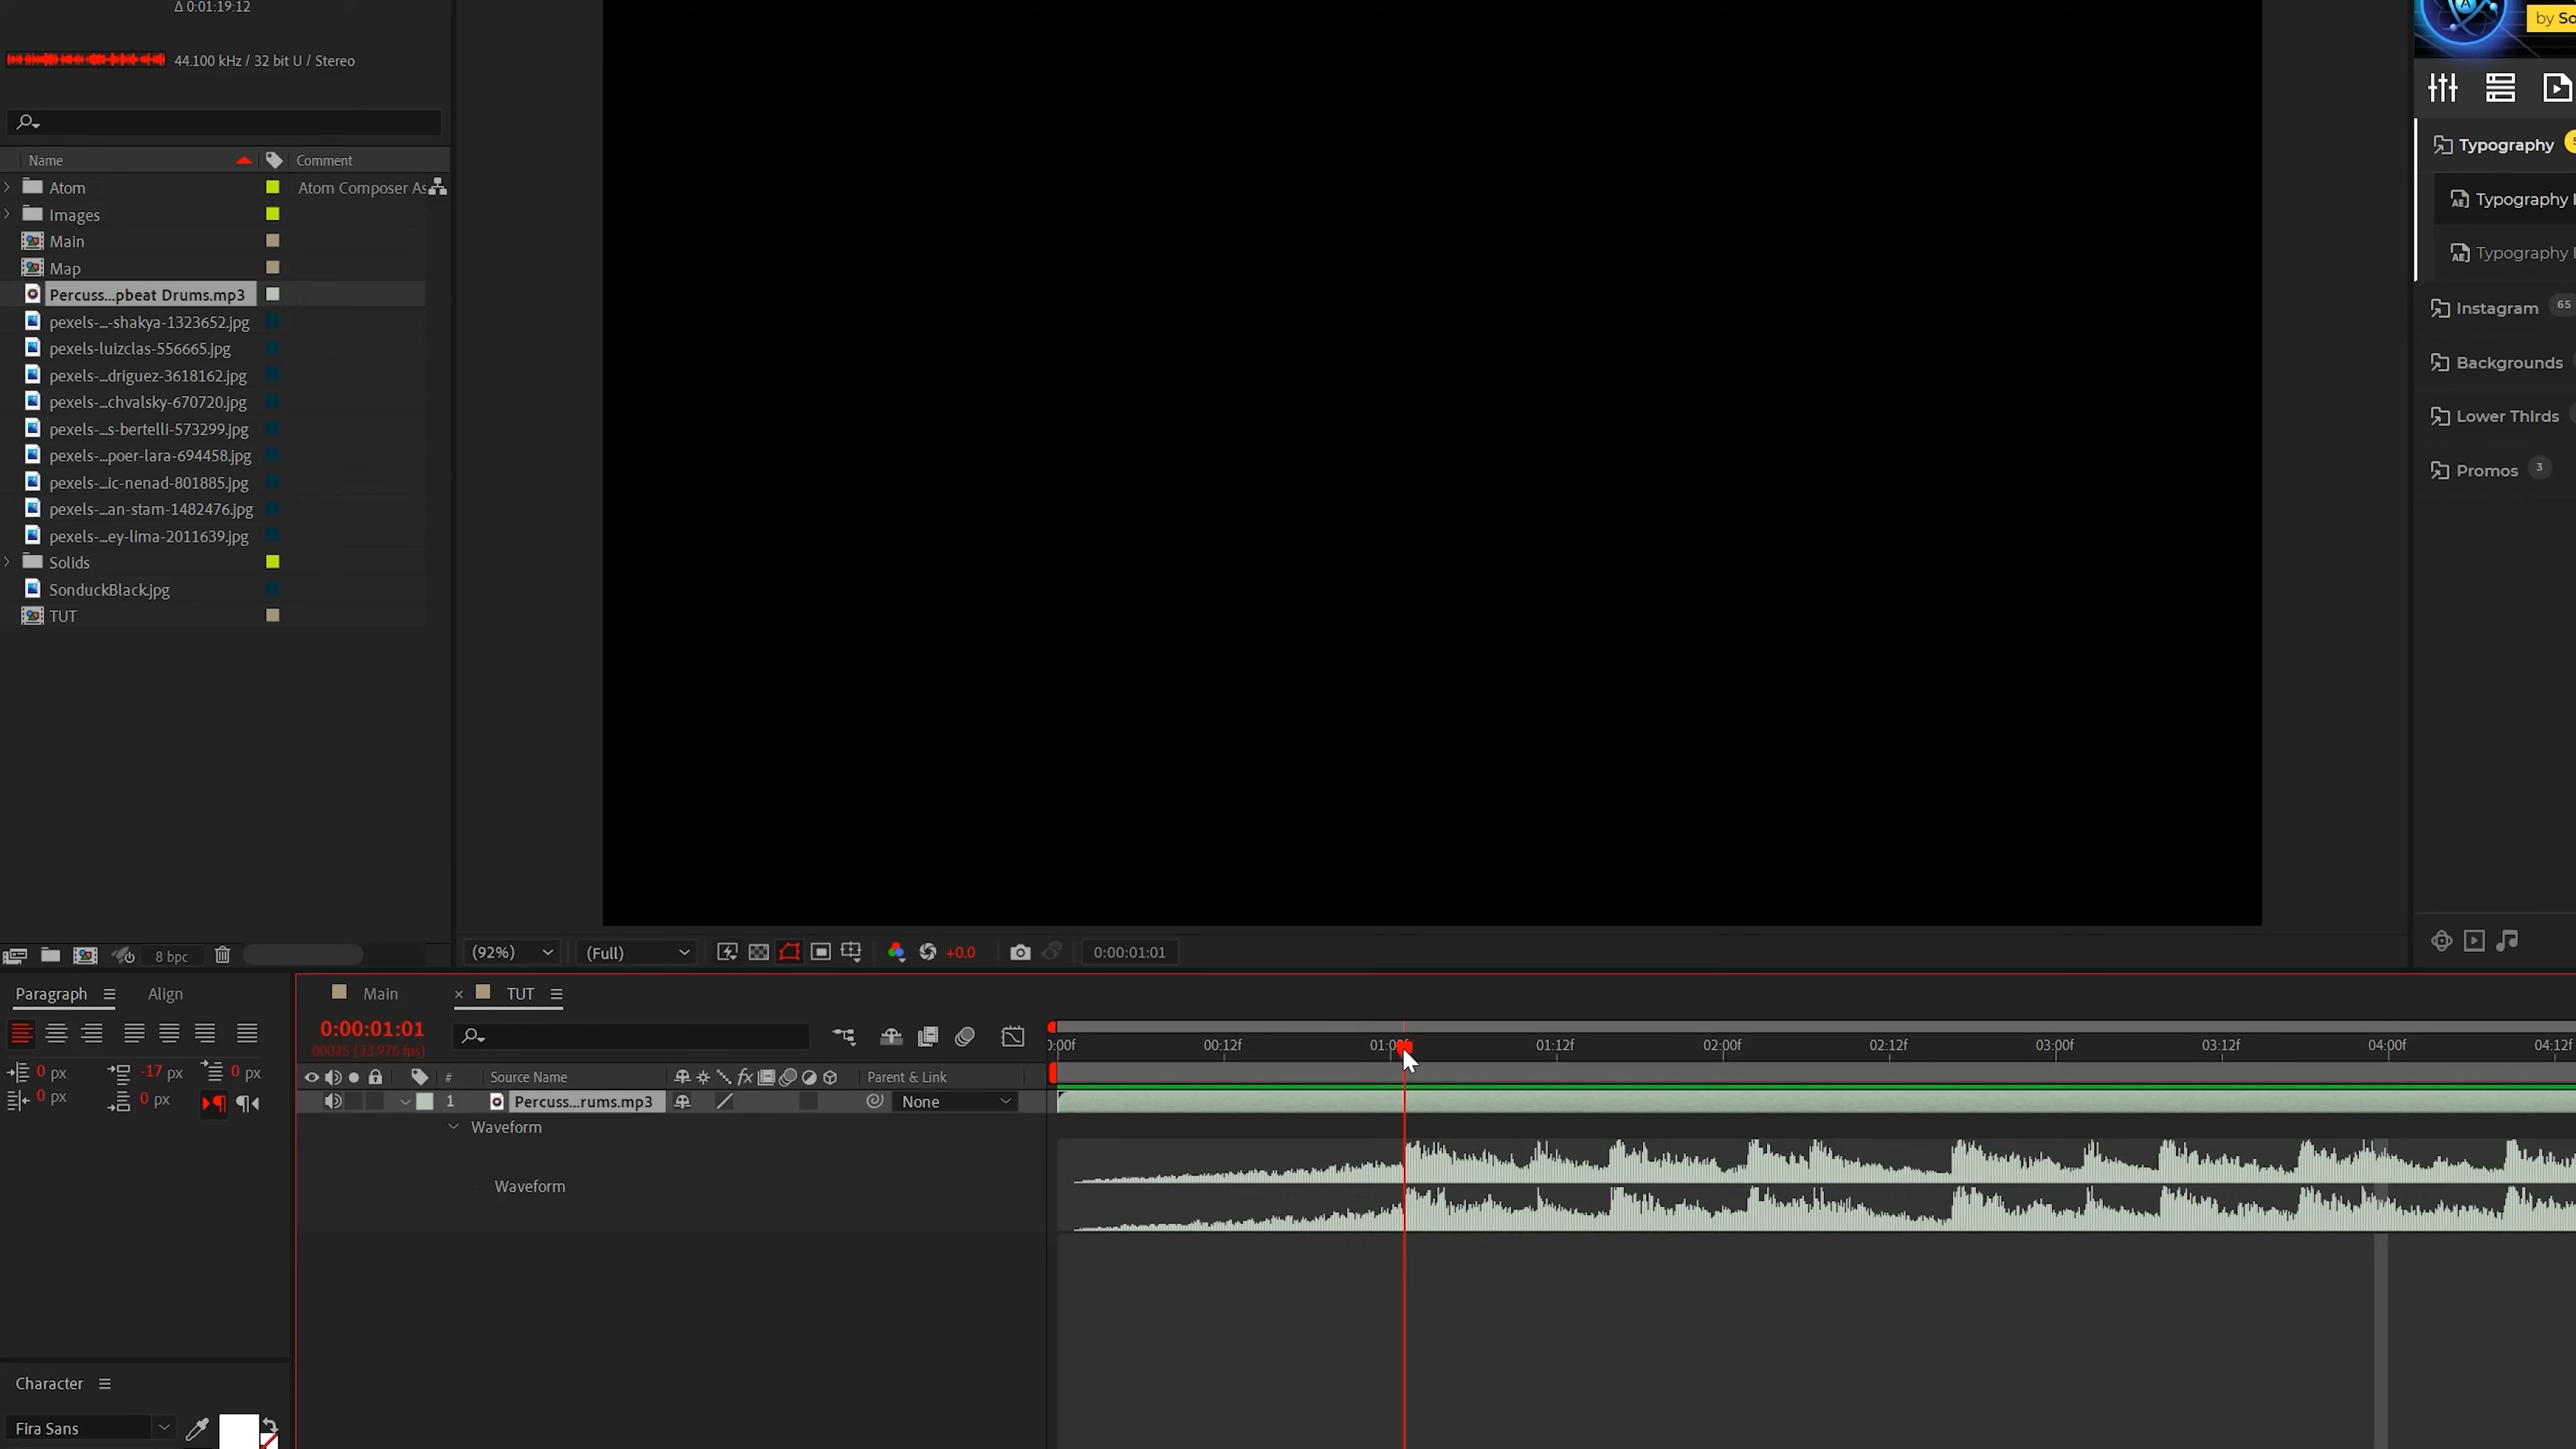 Δ 0:01:19:12
44.100 kHz / 32 bit U / Stereo
Name Comment
Atom Atom Composer As
Images
Main
Map
Percuss...pbeat Drums.mp3
pexels-...-shakya-1323652.jpg
pexels-luizclas-556665.jpg
pexels-...driguez-3618162.jpg
pexels-...chvalsky-670720.jpg
pexels-...s-bertelli-573299.jpg
pexels-...poer-lara-694458.jpg
pexels-...ic-nenad-801885.jpg
pexels-...an-stam-1482476.jpg
pexels-...ey-lima-2011639.jpg
Solids
SonduckBlack.jpg
TUT
8 bpc
(92%) (Full) +0.0 0:00:01:01
by So
Typography 5
Typography
Typography
Instagram 65
Backgrounds
Lower ThIrds
Promos 3
Paragraph Align
0 px -17 px 0 px
0 px 0 px
Character
Fira Sans
Main TUT
0:00:01:01
00025 (23.976 fps)
# Source Name fx Parent & Link
1 Percuss...rums.mp3 None
Waveform
Waveform
0:00f 00:12f 01:00f 01:12f 02:00f 02:12f 03:00f 03:12f 04:00f 04:12f